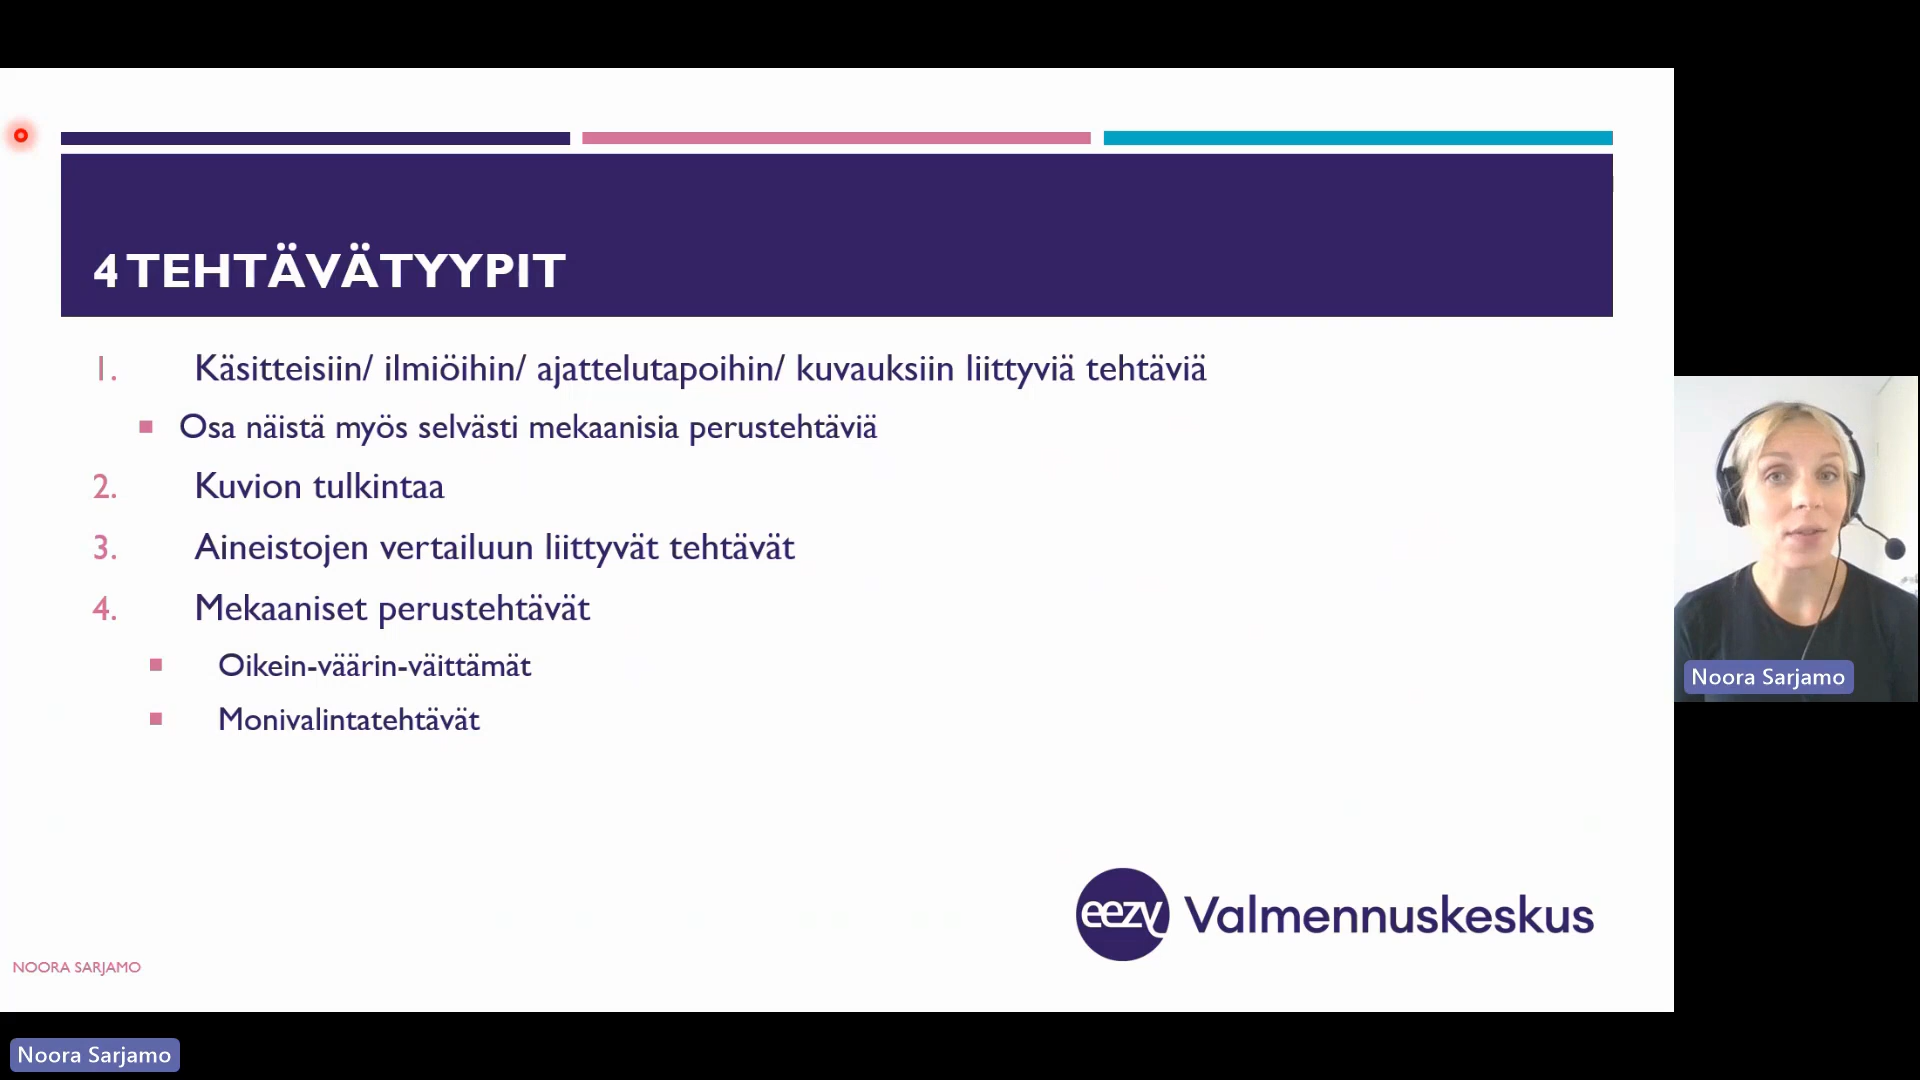 4 TEHTÄVÄTYYPIT
1. Käsitteisiin/ ilmiöihin/ ajattelutapoihin/ kuvauksiin liittyviä tehtäviä
Osa näistä myös selvästi mekaanisia perustehtäviä
2. Kuvion tulkintaa
3. Aineistojen vertailuun liittyvät tehtävät
4. Mekaaniset perustehtävät
Oikein-väärin-väittämät
Monivalintatehtävät
eezy Valmennuskeskus
NOORA SARJAMO
Noora Sarjamo
Noora Sarjamo